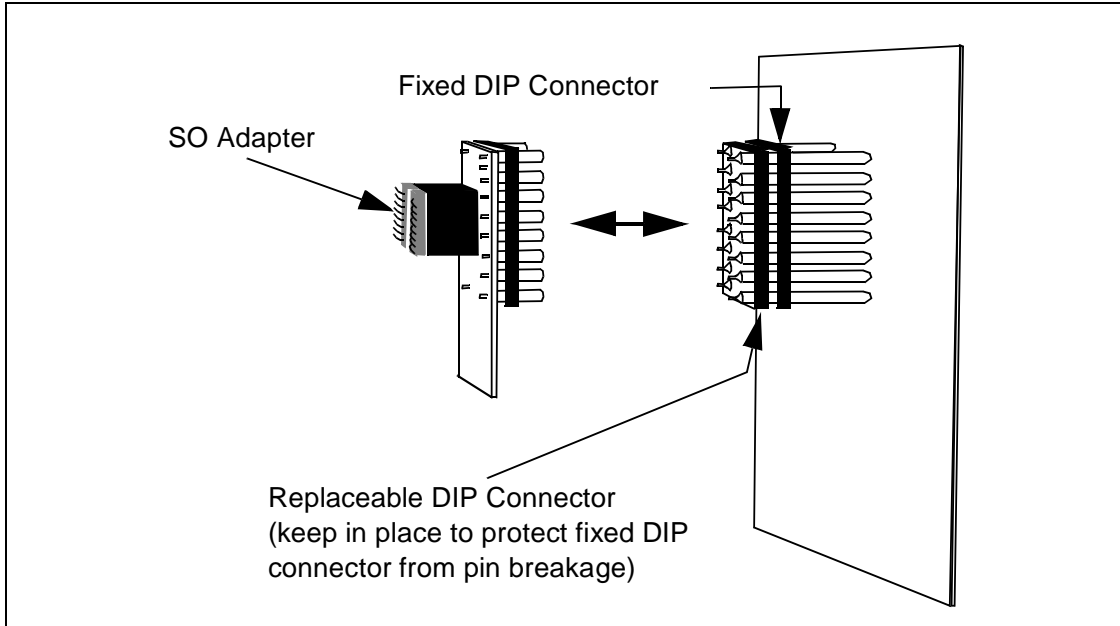 Fixed DIP Connector
SO Adapter
Replaceable DIP Connector
(keep in place to protect fixed DIP
connector from pin breakage)